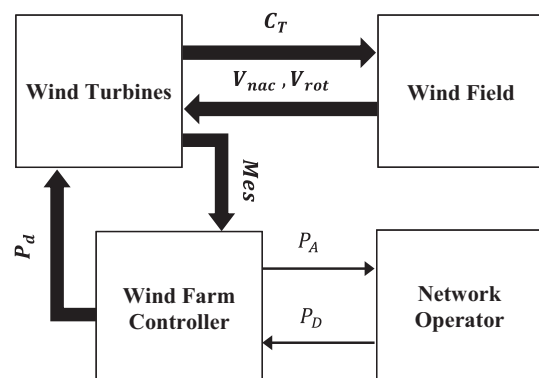 C_T
Wind Turbines
V_nac , V_rot
Wind Field
Mes
P_d
P_A
Wind Farm
Controller
Network
Operator
P_D